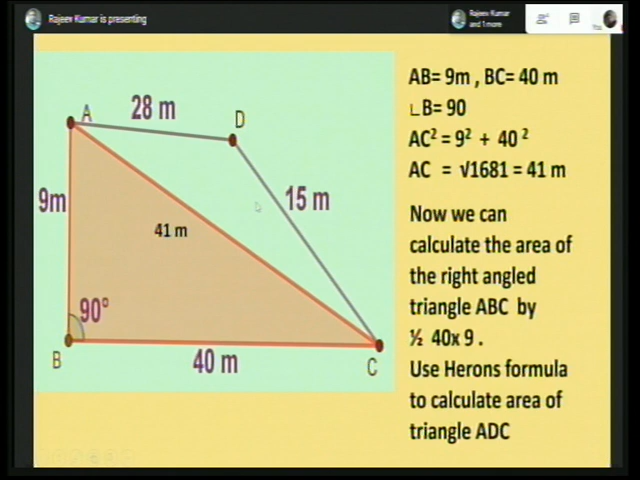 Rajeev Kumar is presenting
Rajeev Kumar
and 1 more
You
A
28 m
D
9m
15 m
41 m
90°
B
40 m
C
AB= 9m , BC= 40 m
∟B= 90
AC² = 9² + 40 ²
AC = √1681 = 41 m
Now we can
calculate the area of
the right angled
triangle ABC by
½ 40x 9 .
Use Herons formula
to calculate area of
triangle ADC